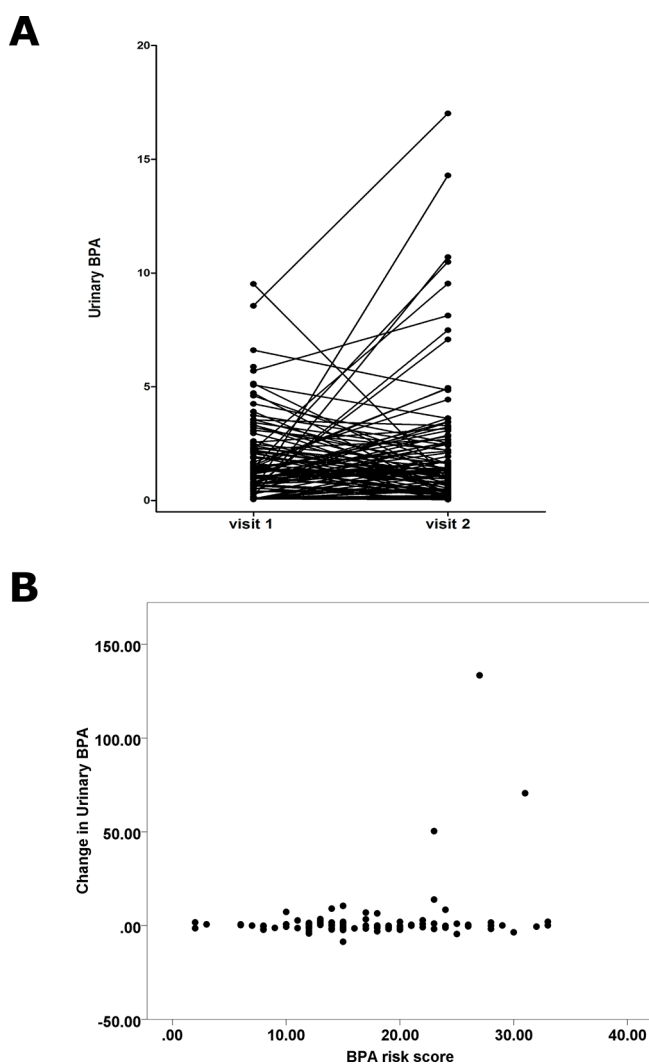 A
20
15
10
5
0
Urinary BPA
visit 1 visit 2
B
150.00
100.00
50.00
.00
-50.00
Change in Urinary BPA
.00 10.00 20.00 30.00 40.00
BPA risk score